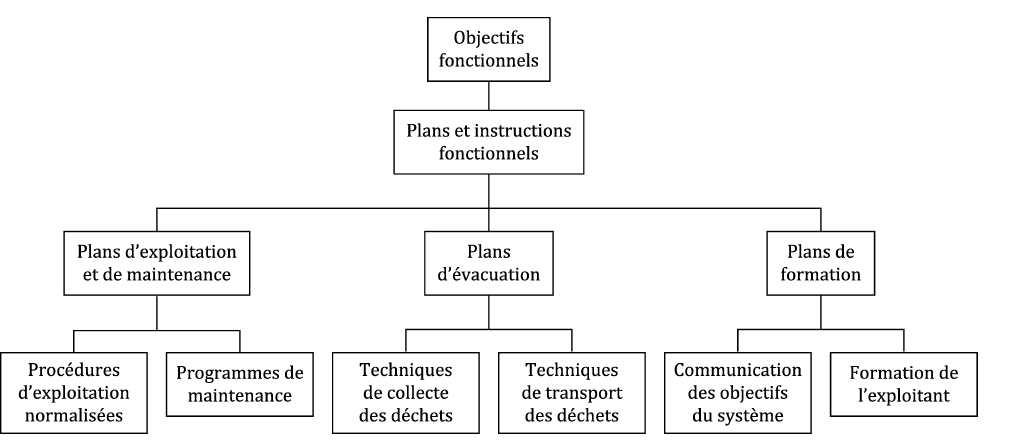 Objectifs
fonctionnels
Plans et instructions
fonctionnels
Plans d’exploitation
et de maintenance
Plans
d’évacuation
Plans de
formation
Procédures
d’exploitation
normalisées
Programmes de
maintenance
Techniques
de collecte
des déchets
Techniques
de transport
des déchets
Communication
des objectifs
du système
Formation de
l’exploitant